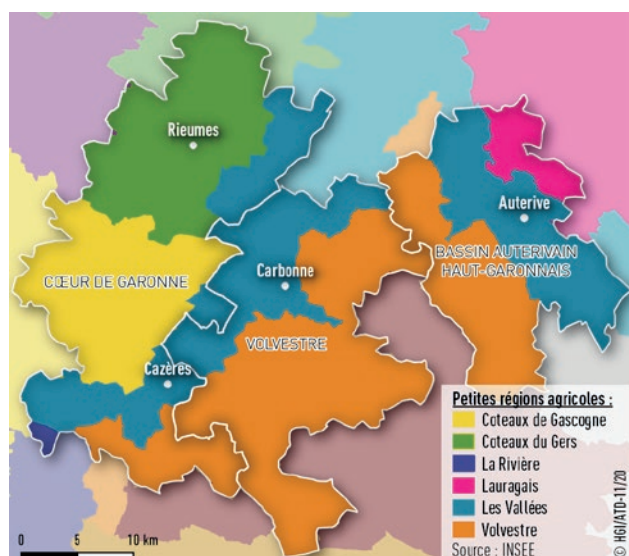 Rieumes
Auterive
BASSIN AUTERIVAIN
HAUT-GARONNAIS
CŒUR DE GARONNE
Carbonne
VOLVESTRE
Cazères
Petites régions agricoles :
Coteaux de Gascogne
Coteaux du Gers
La Rivière
Lauragais
Les Vallées
Volvestre
Source : INSEE
0 5 10 km
© HGI/ATD-11/20